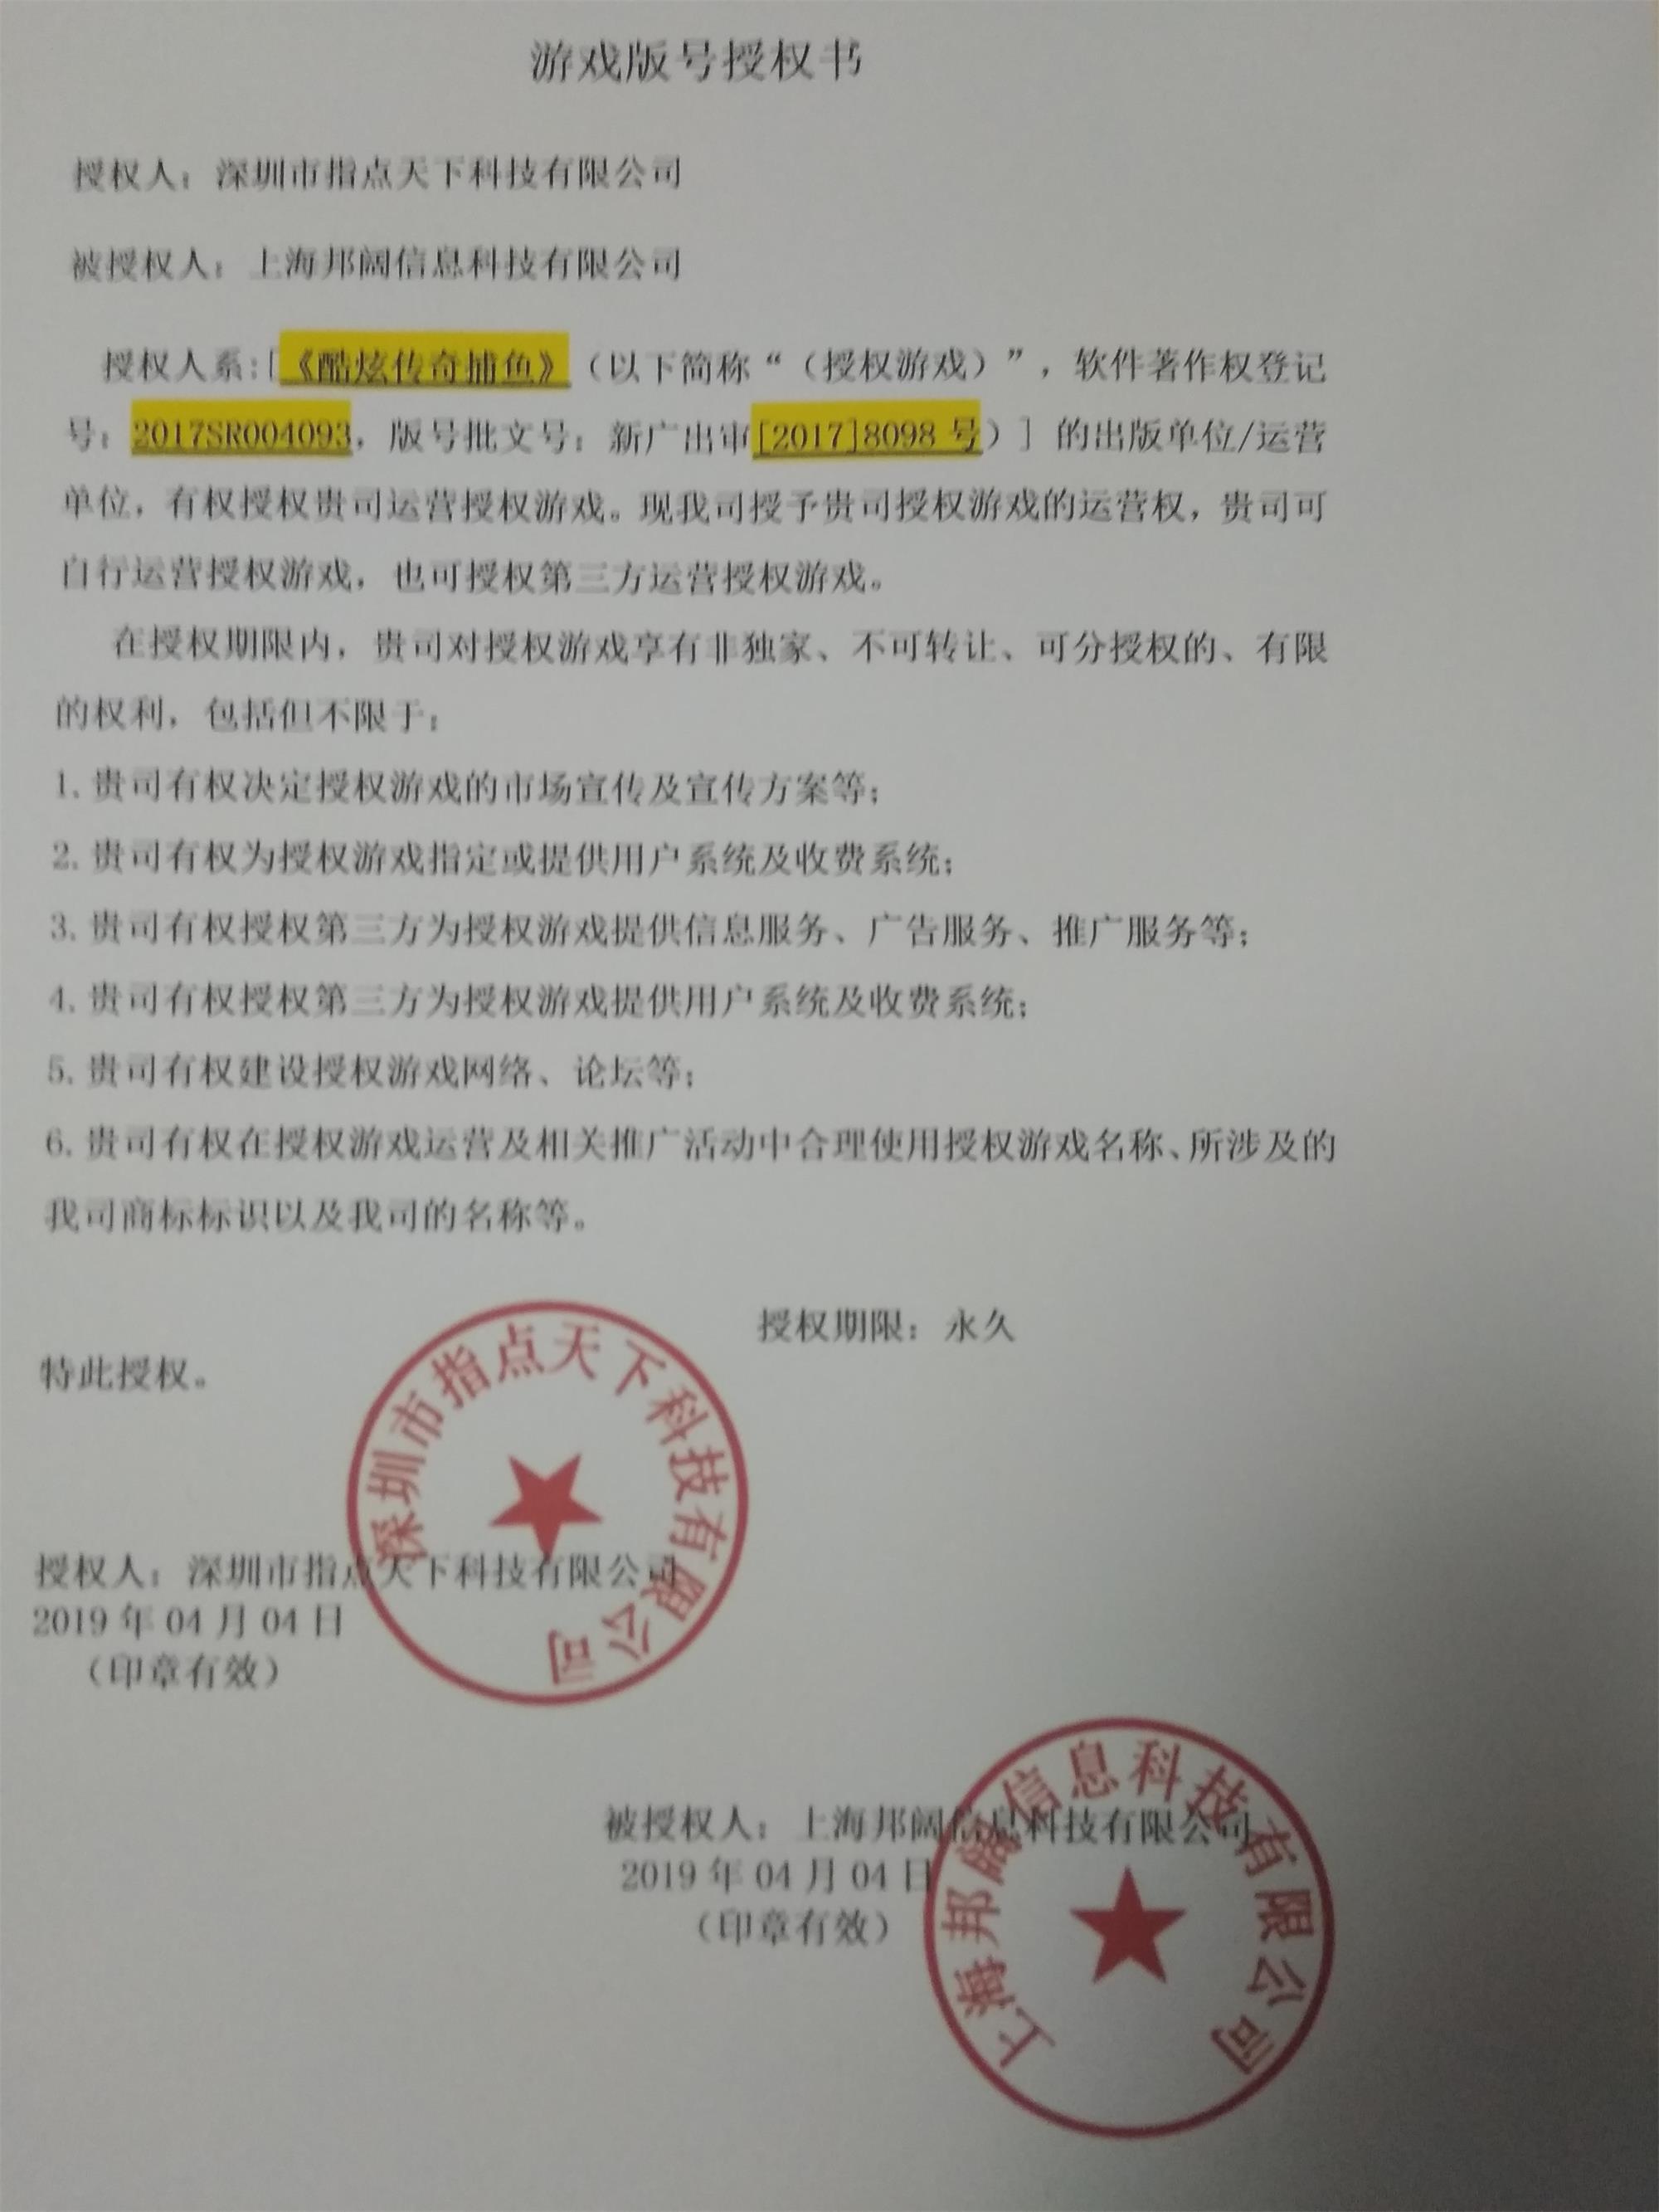 游戏版号授权书
授权人：深圳市指点天下科技有限公司
被授权人：上海邦阔信息科技有限公司
授权人系:[《酷炫传奇捕鱼》（以下简称“（授权游戏）”，软件著作权登记
号：2017SR004093，版号批文号：新广出审[2017]8098 号）］的出版单位/运营
单位，有权授权贵司运营授权游戏。现我司授予贵司授权游戏的运营权，贵司可
自行运营授权游戏，也可授权第三方运营授权游戏。
在授权期限内，贵司对授权游戏享有非独家、不可转让、可分授权的、有限
的权利，包括但不限于：
1. 贵司有权决定授权游戏的市场宣传及宣传方案等；
2. 贵司有权为授权游戏指定或提供用户系统及收费系统；
3. 贵司有权授权第三方为授权游戏提供信息服务、广告服务、推广服务等；
4. 贵司有权授权第三方为授权游戏提供用户系统及收费系统；
5. 贵司有权建设授权游戏网络、论坛等；
6. 贵司有权在授权游戏运营及相关推广活动中合理使用授权游戏名称、所涉及的
我司商标标识以及我司的名称等。
授权期限：永久
特此授权。
深圳市指点天下科技有限公司
授权人：深圳市指点天下科技有限公司
2019 年 04 月 04 日
（印章有效）
被授权人：上海邦阔信息科技有限公司
2019 年 04 月 04 日
（印章有效）
上海邦阔信息科技有限公司